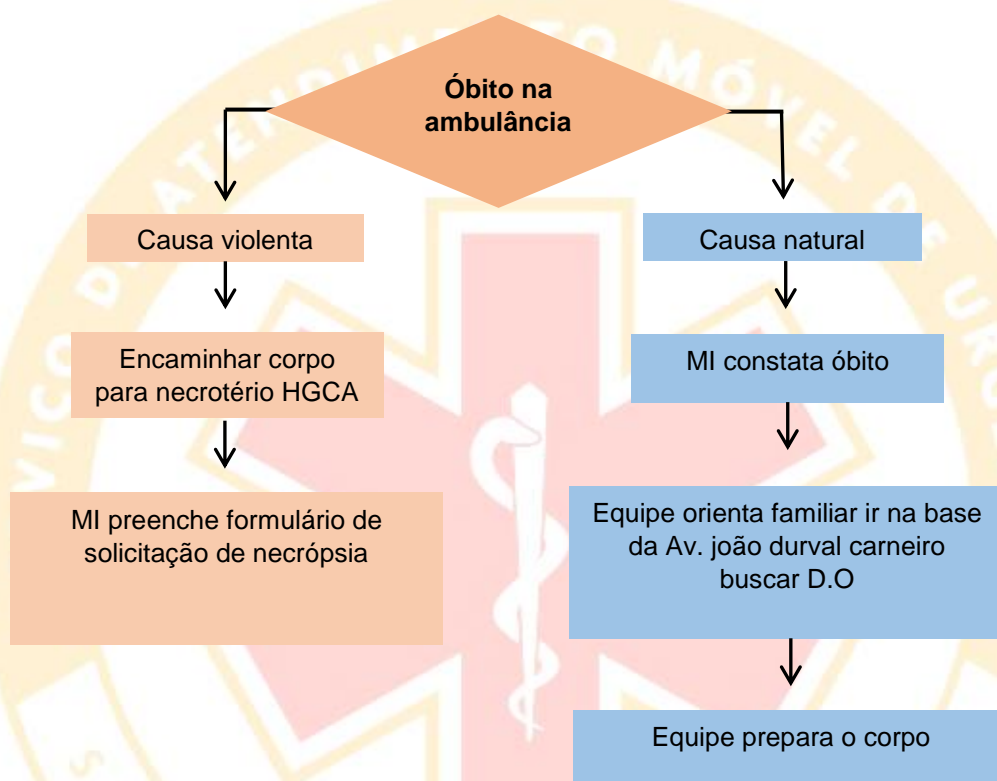 Óbito na
ambulância
Causa violenta
Causa natural
Encaminhar corpo
para necrotério HGCA
MI constata óbito
MI preenche formulário de
solicitação de necrópsia
Equipe orienta familiar ir na base
da Av. joão durval carneiro
buscar D.O
Equipe prepara o corpo